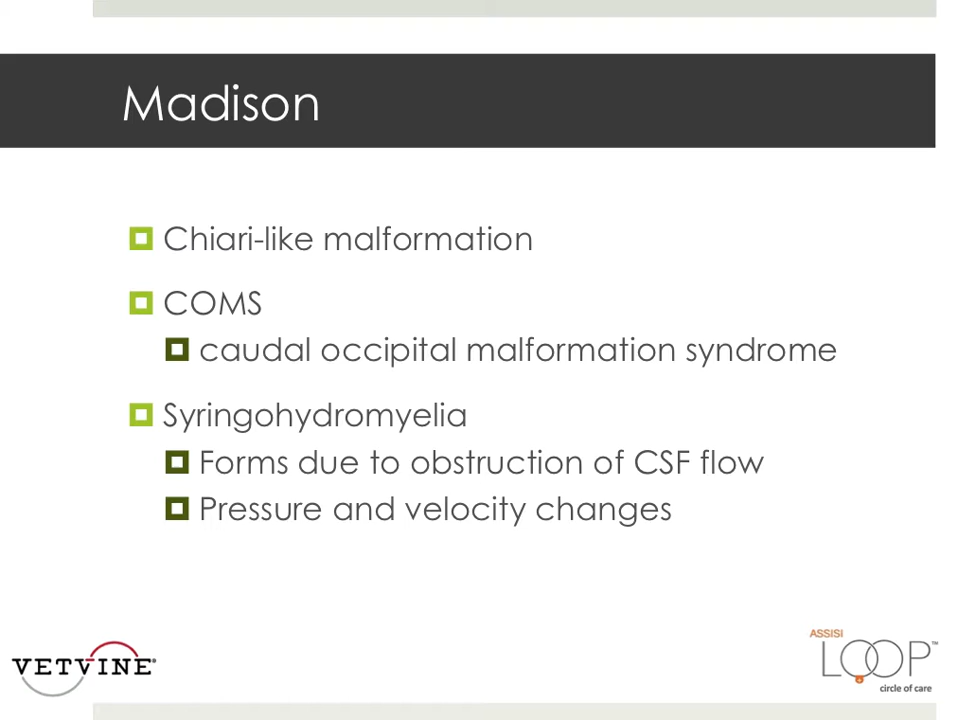 Madison
Chiari-like malformation
COMS
caudal occipital malformation syndrome
Syringohydromyelia
Forms due to obstruction of CSF flow
Pressure and velocity changes
VETVINE®
ASSISI
LOOP™
circle of care